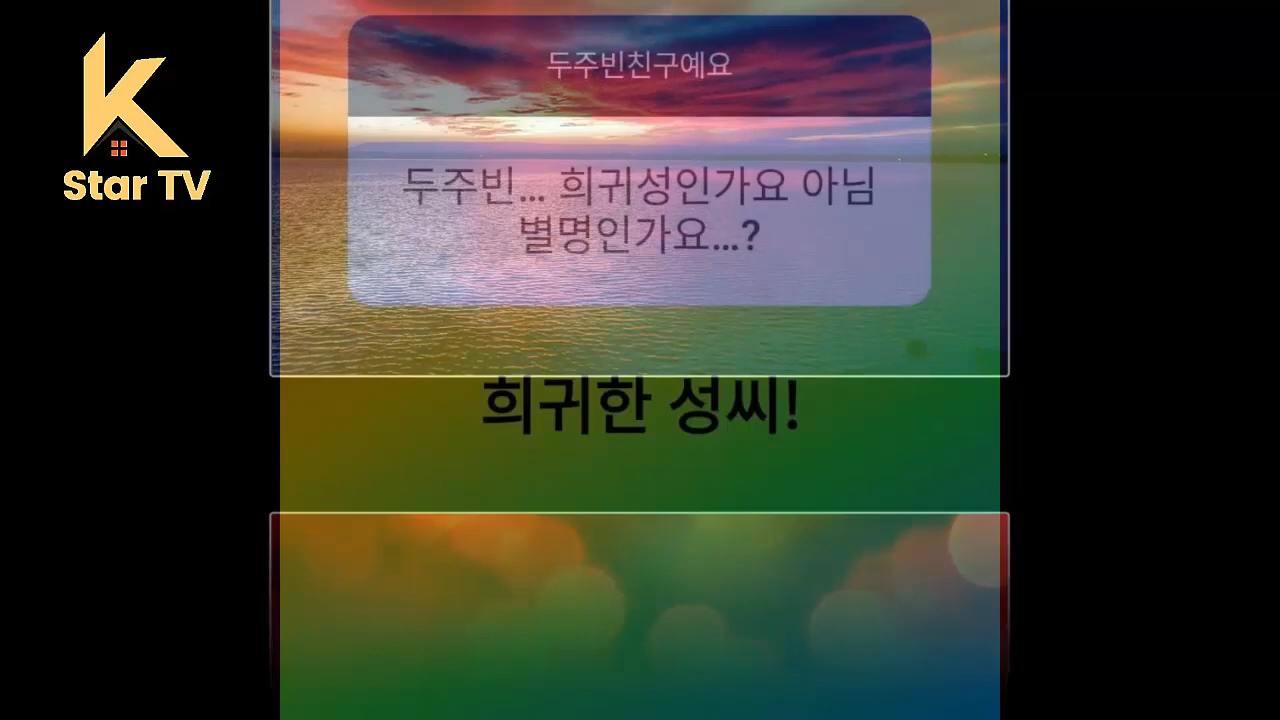 K
Star TV
두주빈친구예요
두주빈... 희귀성인가요 아님
별명인가요...?
희귀한 성씨!